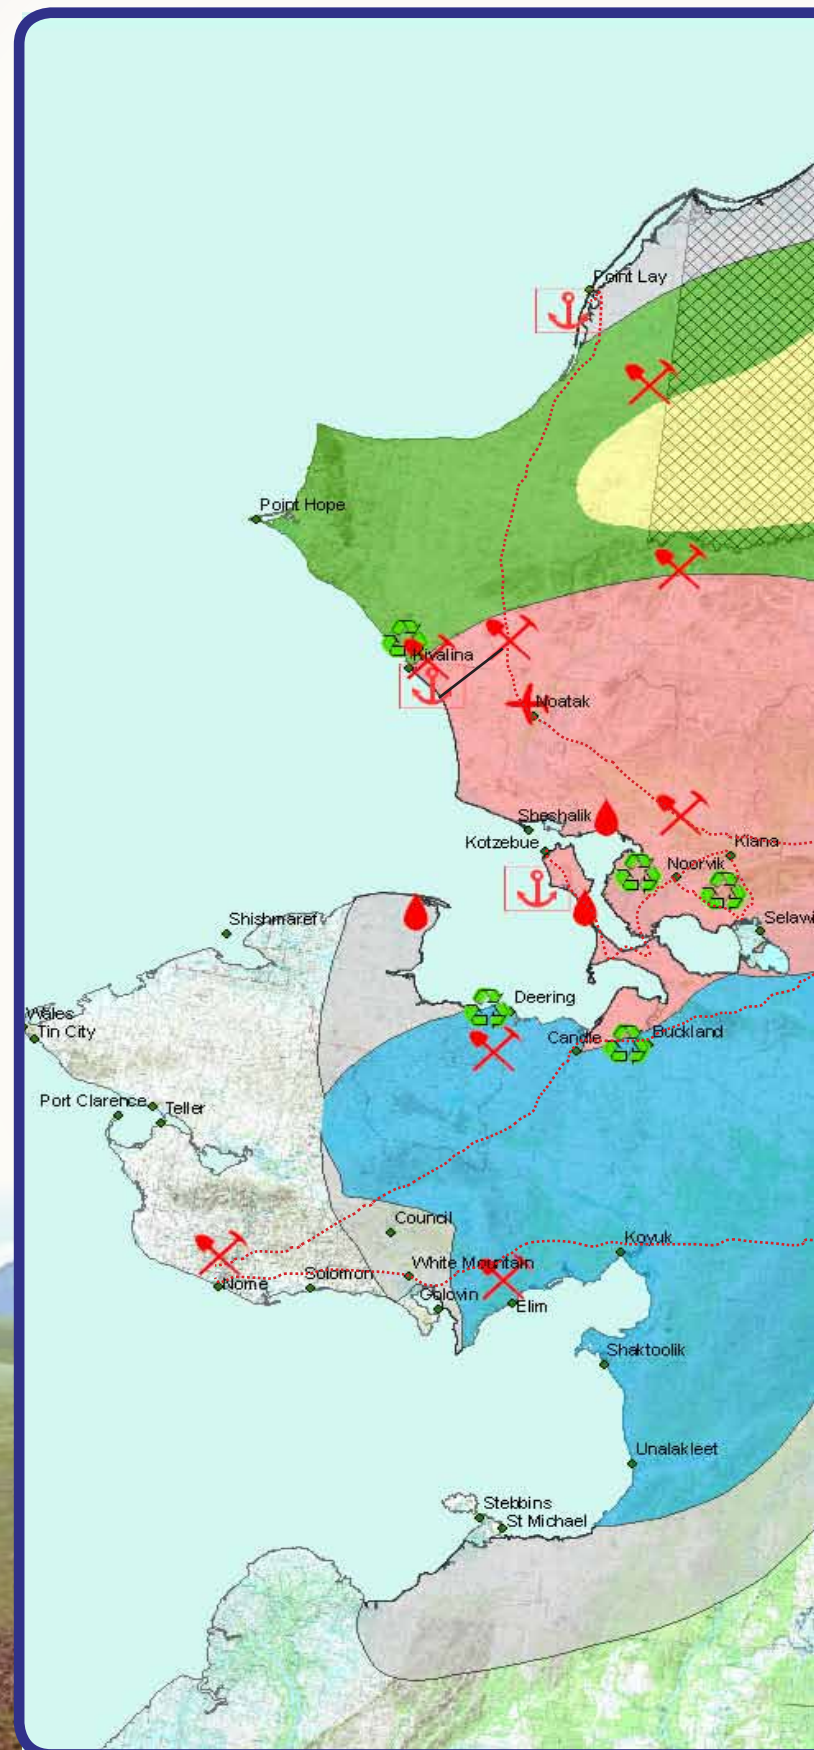 Point Lay
Point Hope
Kivalina
Noatak
Sheshalik
Kotzebue
Kiana
Noorvik
Selawi
Shishmaref
Deering
Wales
Tin City
Candle
Buckland
Port Clarence
Teller
Council
Koyuk
White Mountain
Solomon
Nome
Golovin
Elim
Shaktoolik
Unalakleet
Stebbins
St Michael